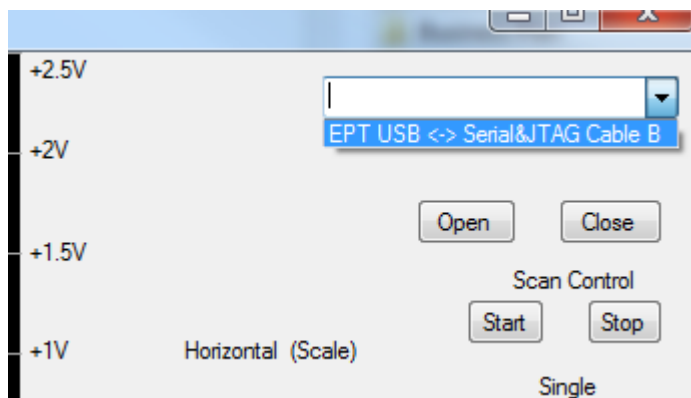 +2.5V
EPT USB <-> Serial&JTAG Cable B
+2V
Open
Close
+1.5V
Scan Control
Start
Stop
+1V
Horizontal (Scale)
Single